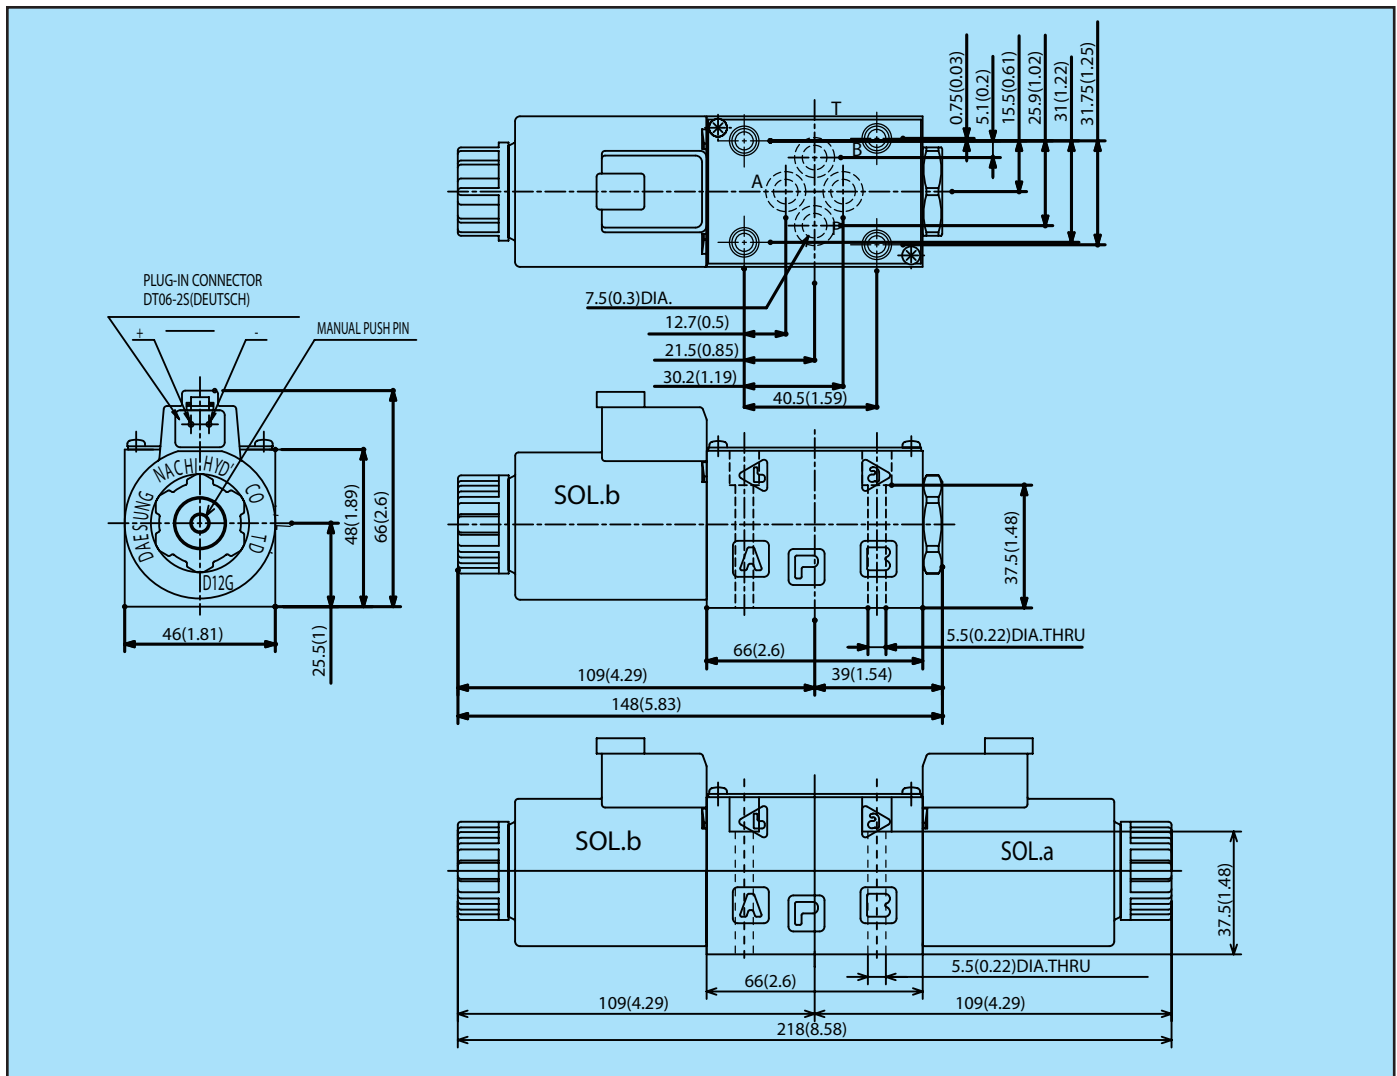 0.75(0.03)
5.1(0.2)
15.5(0.61)
25.9(1.02)
31(1.22)
31.75(1.25)
T
B
A
P
7.5(0.3)DIA.
12.7(0.5)
21.5(0.85)
30.2(1.19)
40.5(1.59)
PLUG-IN CONNECTOR
DT06-2S(DEUTSCH)
+
-
MANUAL PUSH PIN
DAESUNG NACHI HYD' CO TD
D12G
48(1.89)
66(2.6)
46(1.81)
25.5(1)
SOL.b
b
a
A
P
B
37.5(1.48)
5.5(0.22)DIA.THRU
66(2.6)
109(4.29)
39(1.54)
148(5.83)
SOL.b
b
a
SOL.a
A
P
B
37.5(1.48)
5.5(0.22)DIA.THRU
66(2.6)
109(4.29)
109(4.29)
218(8.58)